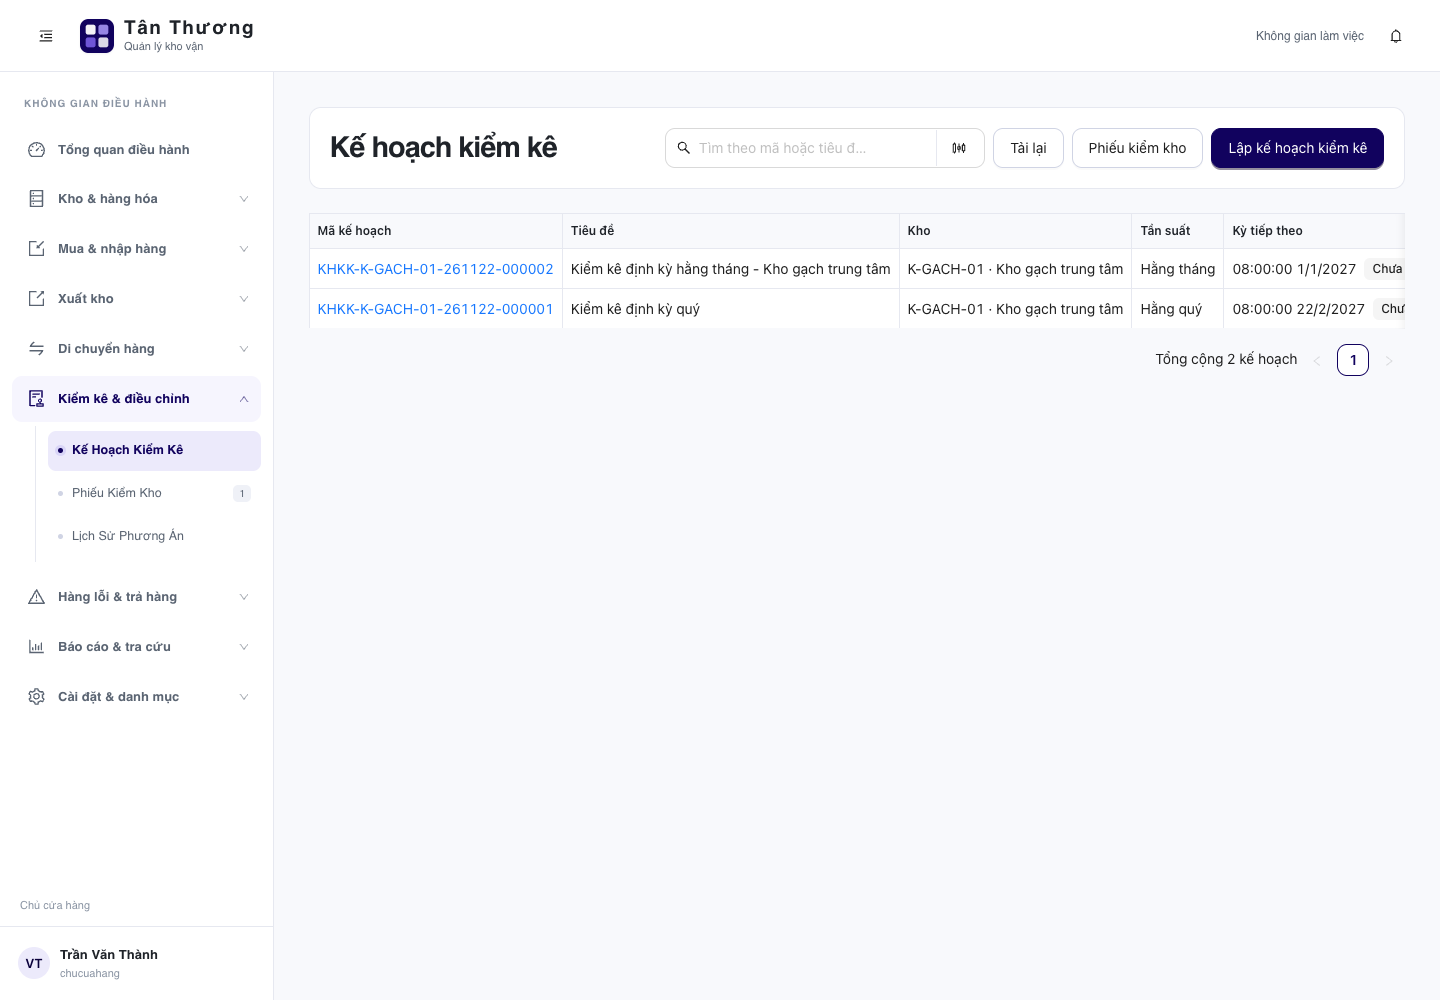 Tân Thương
Quản lý kho vận
Không gian làm việc
KHÔNG GIAN ĐIỀU HÀNH
Tổng quan điều hành
Kho & hàng hóa
Mua & nhập hàng
Xuất kho
Di chuyển hàng
Kiểm kê & điều chỉnh
Kế Hoạch Kiểm Kê
Phiếu Kiểm Kho 1
Lịch Sử Phương Án
Hàng lỗi & trả hàng
Báo cáo & tra cứu
Cài đặt & danh mục
Chủ cửa hàng
VT
Trần Văn Thành
chucuahang
Kế hoạch kiểm kê
Tìm theo mã hoặc tiêu đ...
Tải lại
Phiếu kiểm kho
Lập kế hoạch kiểm kê
Mã kế hoạch Tiêu đề Kho Tần suất Kỳ tiếp theo
KHKK-K-GACH-01-261122-000002 Kiểm kê định kỳ hằng tháng - Kho gạch trung tâm K-GACH-01 · Kho gạch trung tâm Hằng tháng 08:00:00 1/1/2027 Chưa
KHKK-K-GACH-01-261122-000001 Kiểm kê định kỳ quý K-GACH-01 · Kho gạch trung tâm Hằng quý 08:00:00 22/2/2027 Chư
Tổng cộng 2 kế hoạch 1